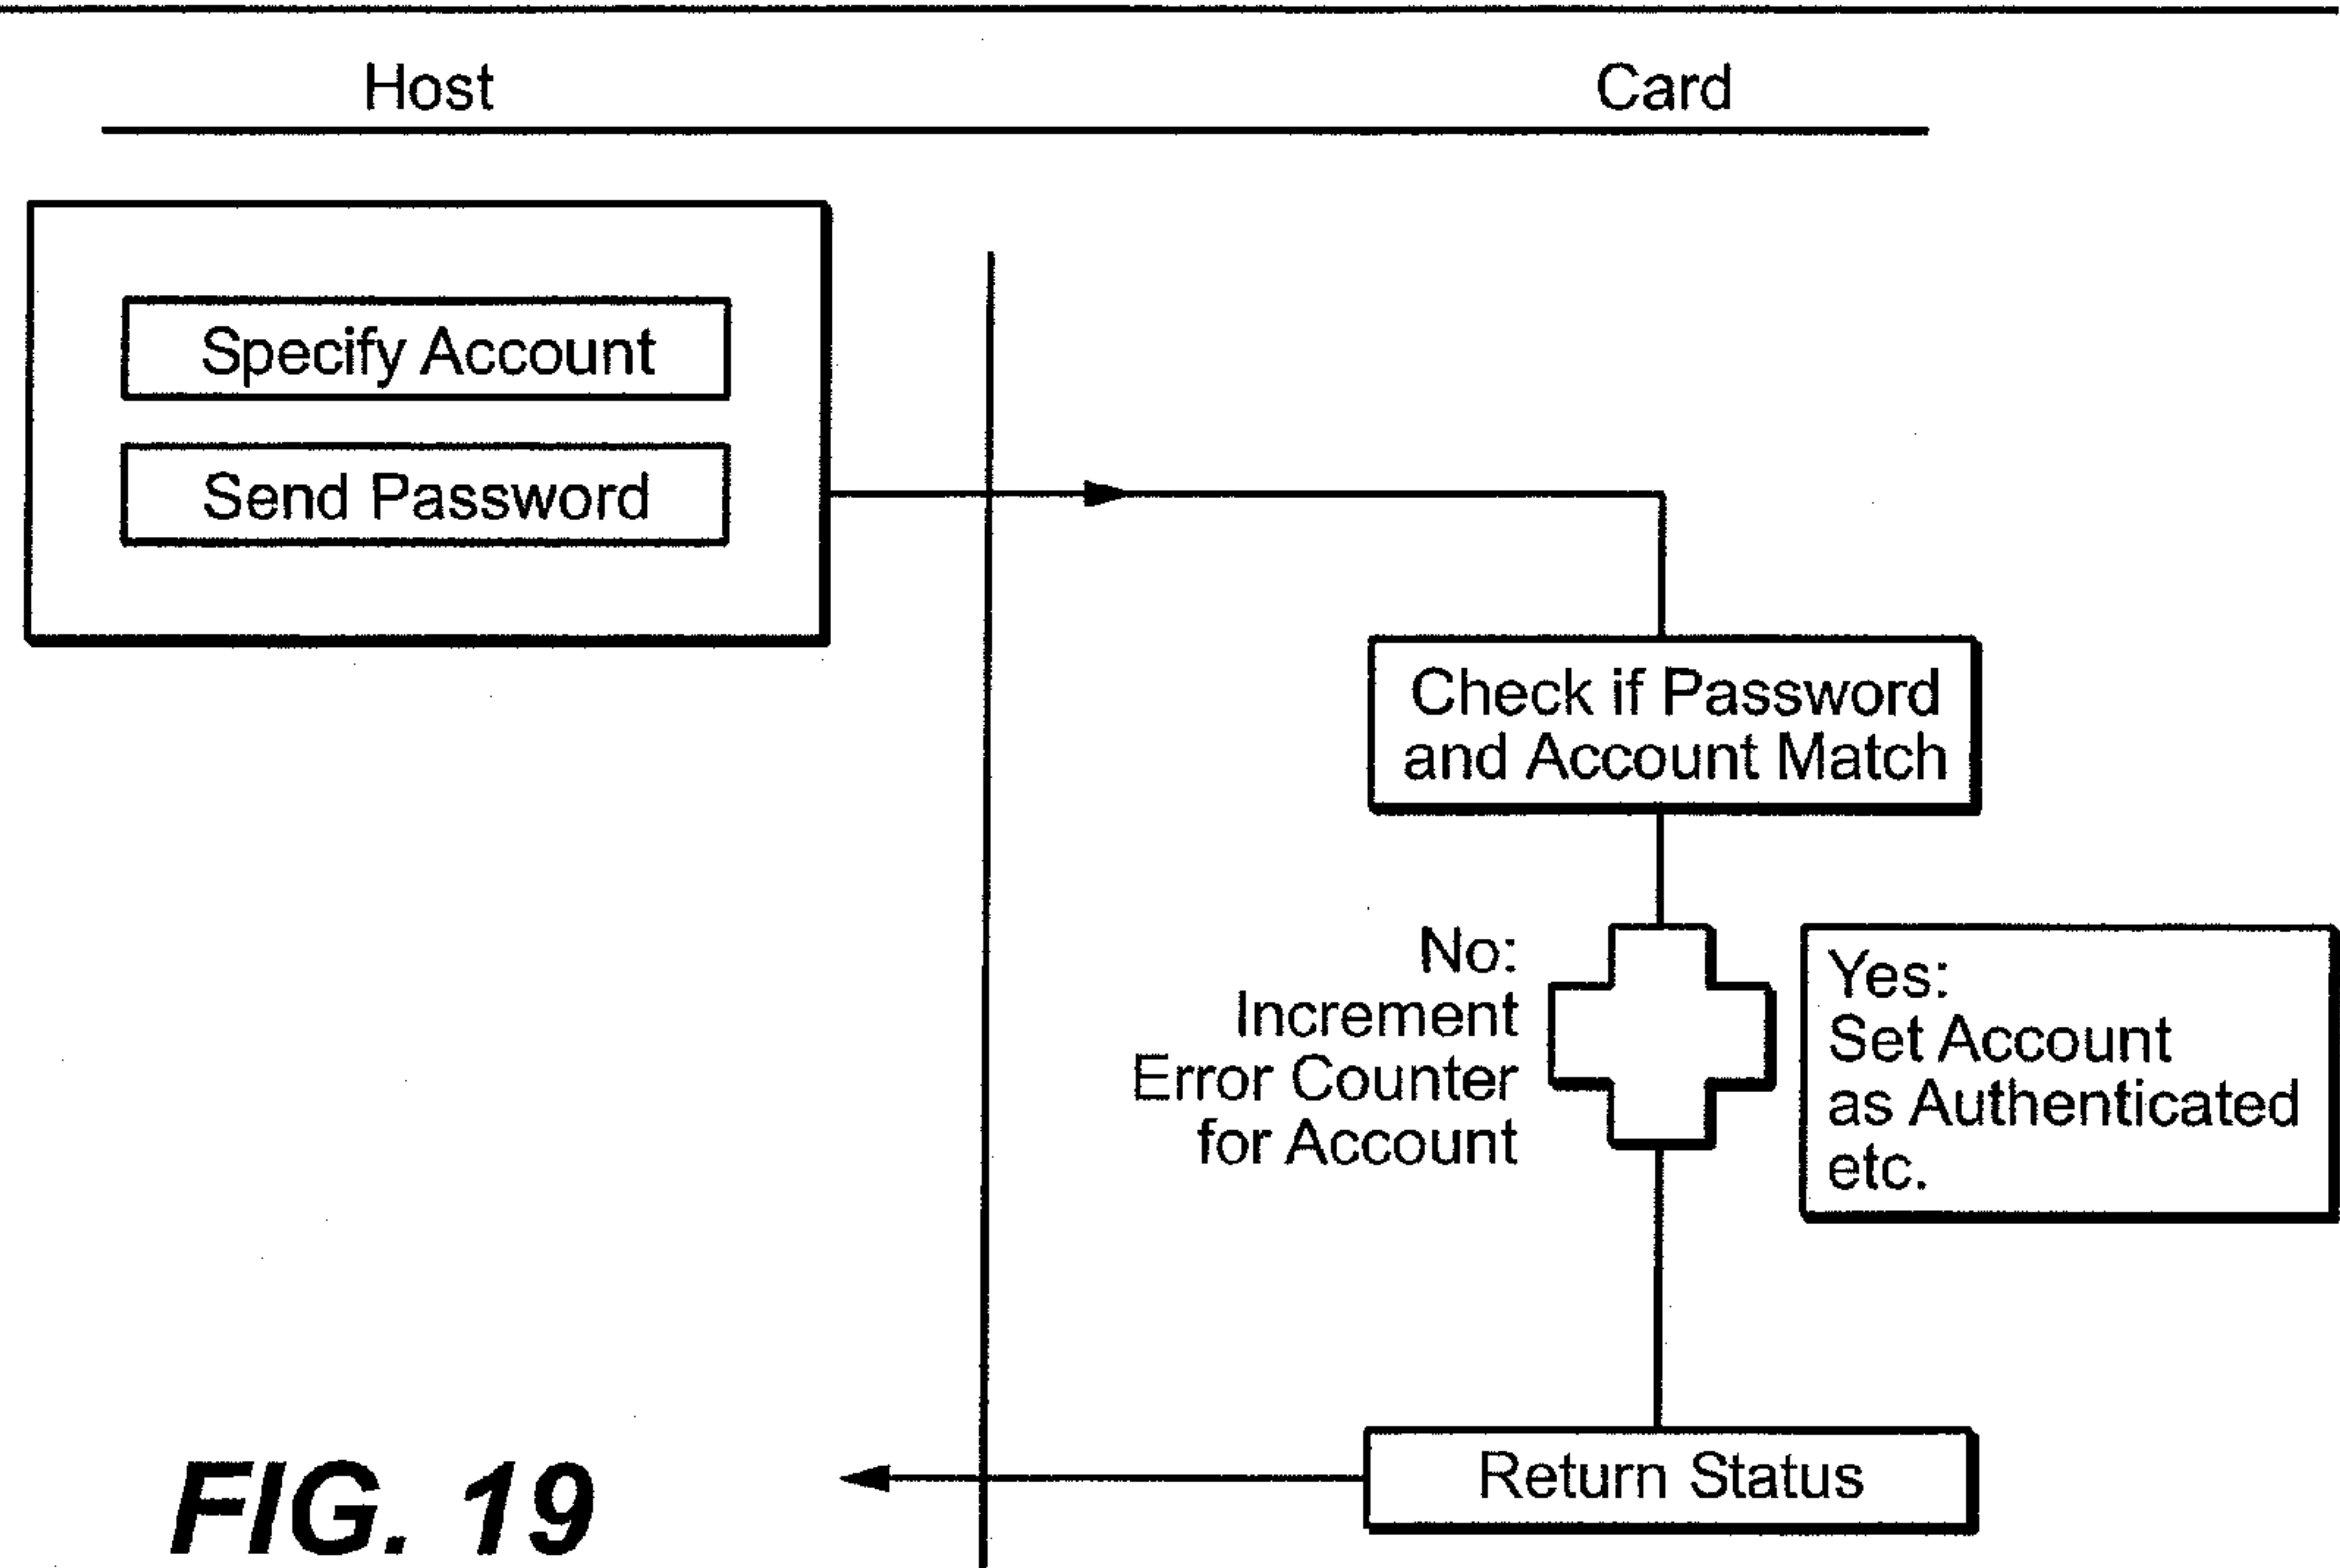 Host
Card
Specify Account
Send Password
Check if Password
and Account Match
No:
Increment
Error Counter
for Account
Yes:
Set Account
as Authenticated
etc.
Return Status
FIG. 19